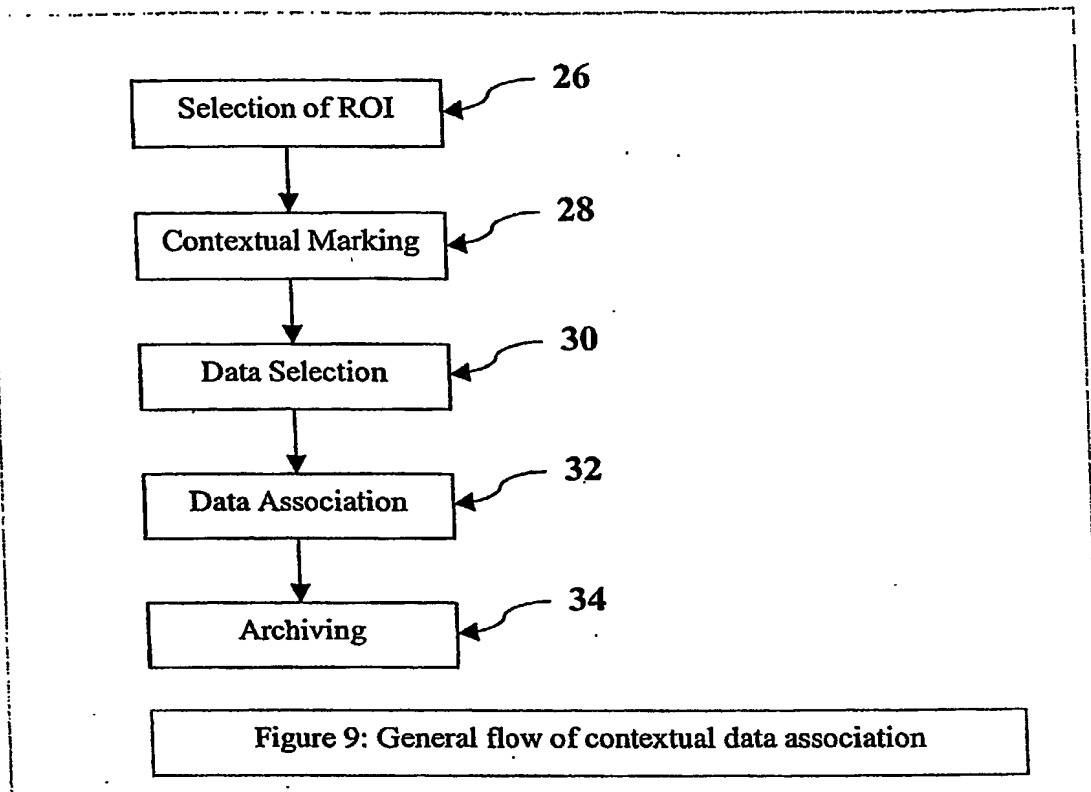 Selection of ROI
26
Contextual Marking
28
Data Selection
30
Data Association
32
Archiving
34
Figure 9: General flow of contextual data association